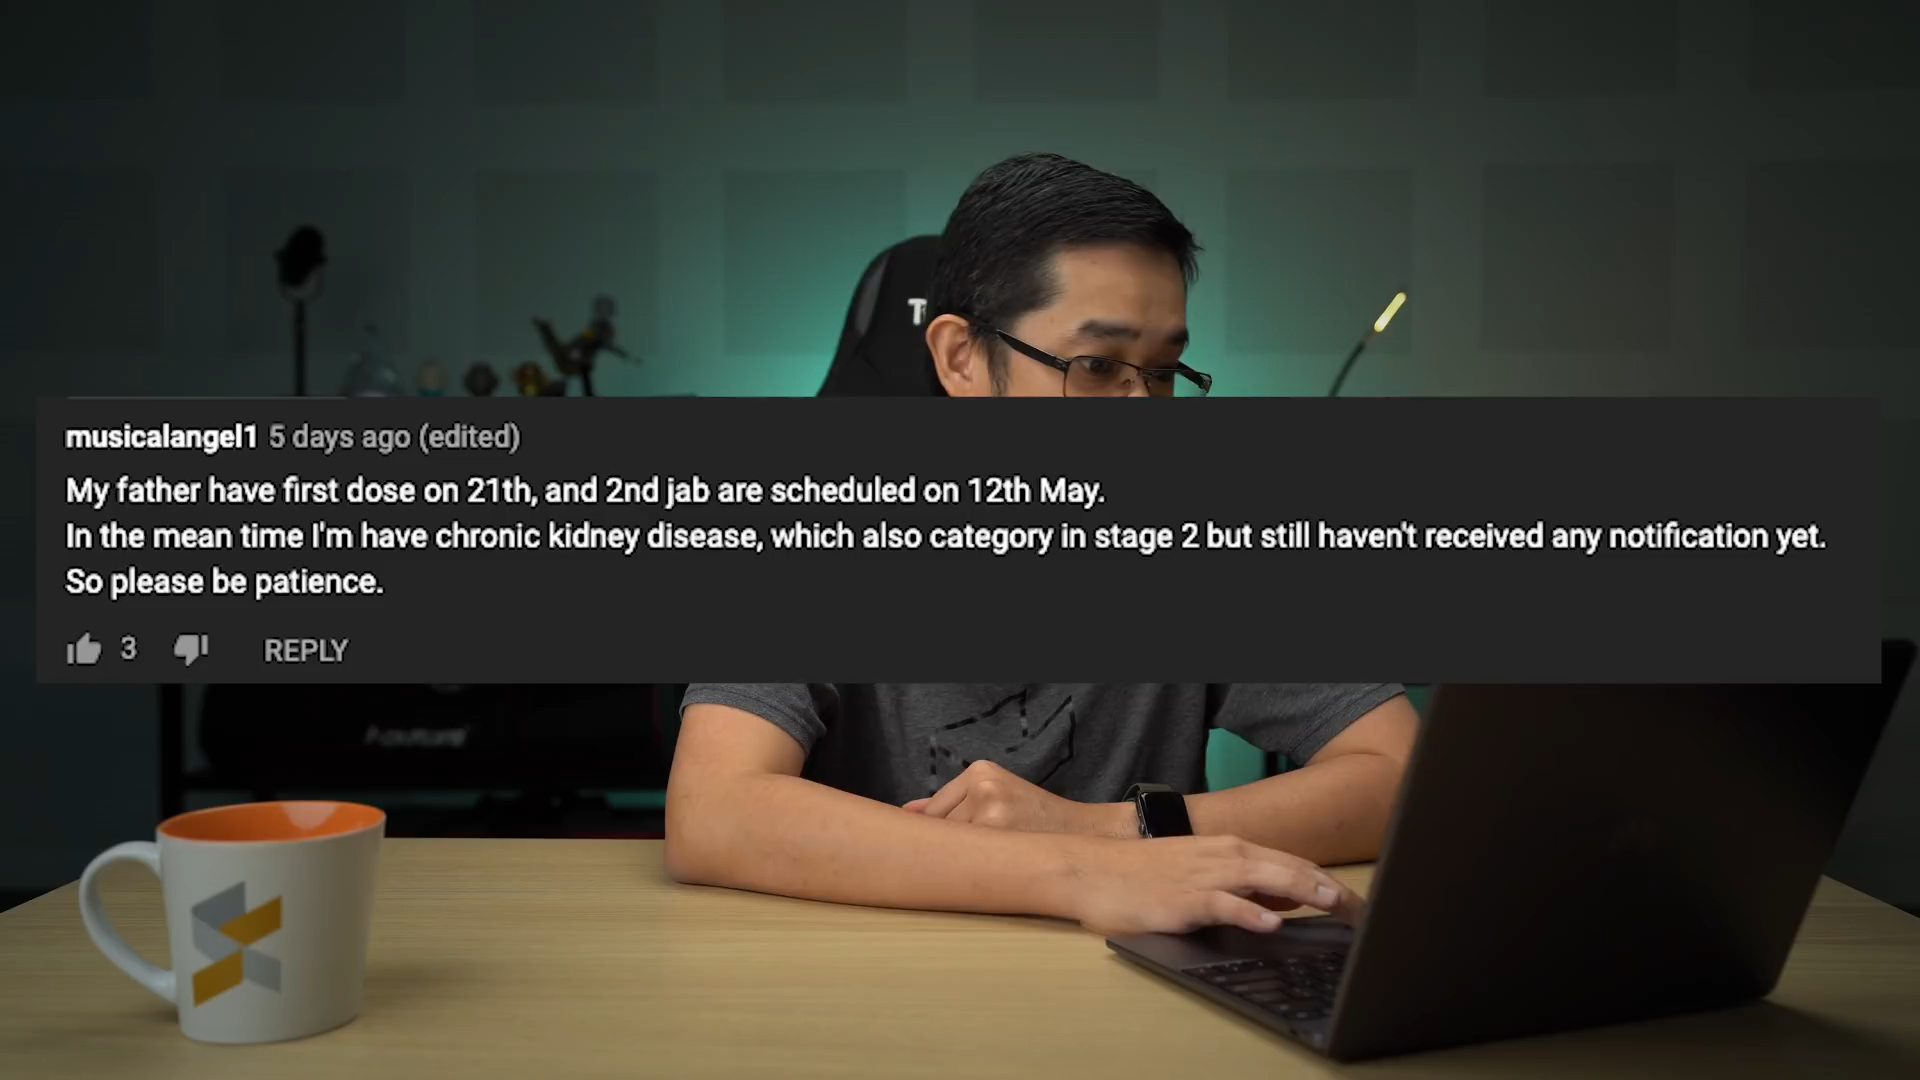 musicalangel1 5 days ago (edited)
My father have first dose on 21th, and 2nd jab are scheduled on 12th May.
In the mean time I'm have chronic kidney disease, which also category in stage 2 but still haven't received any notification yet.
So please be patience.
3 REPLY